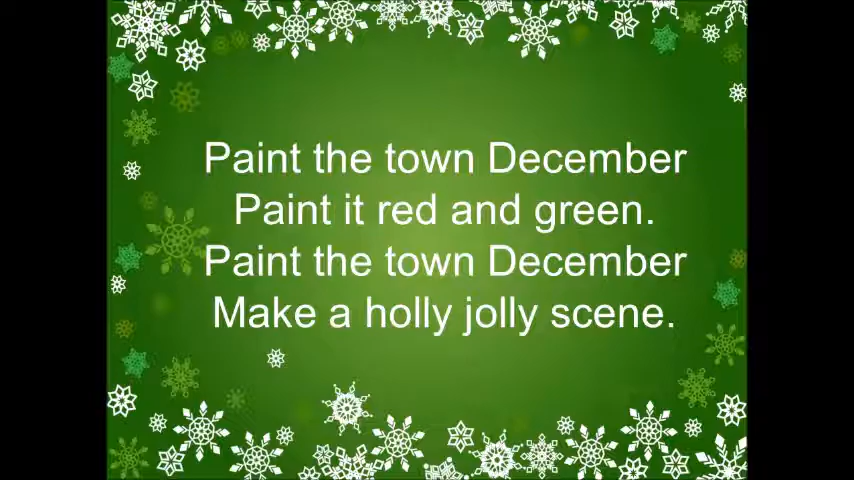 Paint the town December
Paint it red and green.
Paint the town December
Make a holly jolly scene.